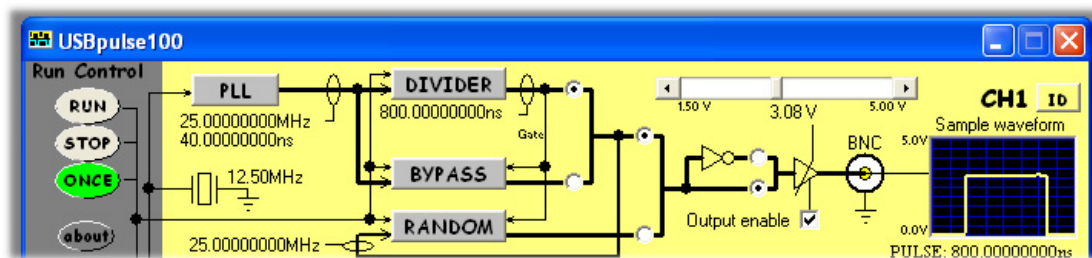 USBpulse100
Run Control
RUN
STOP
ONCE
about
PLL
25.00000000MHz
40.00000000ns
12.50MHz
25.00000000MHz
DIVIDER
800.00000000ns
Gate
BYPASS
RANDOM
1.50 V
5.00 V
3.08 V
Output enable
BNC
CH1
ID
Sample waveform
5.0V
0.0V
PULSE: 800.00000000ns